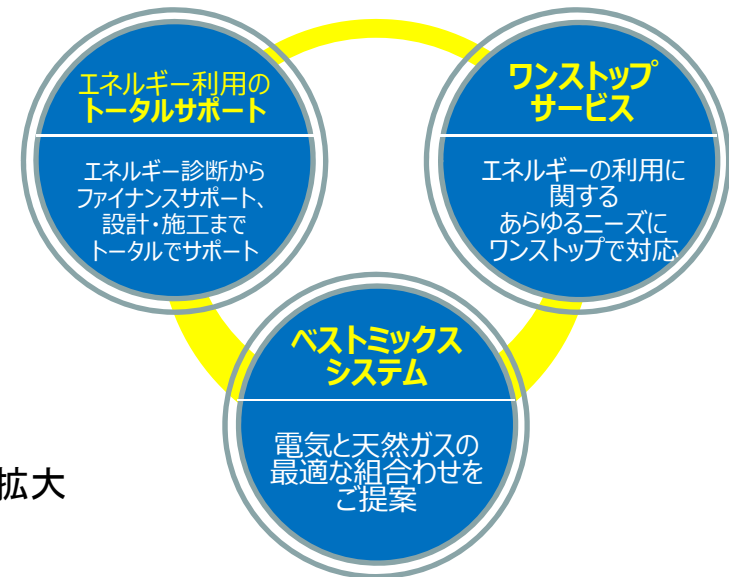 エネルギー利用の
トータルサポート
エネルギー診断から
ファイナンスサポート、
設計・施工まで
トータルでサポート
ワンストップ
サービス
エネルギーの利用に
関する
あらゆるニーズに
ワンストップで対応
ベストミックス
システム
電気と天然ガスの
最適な組合わせを
ご提案
拡大